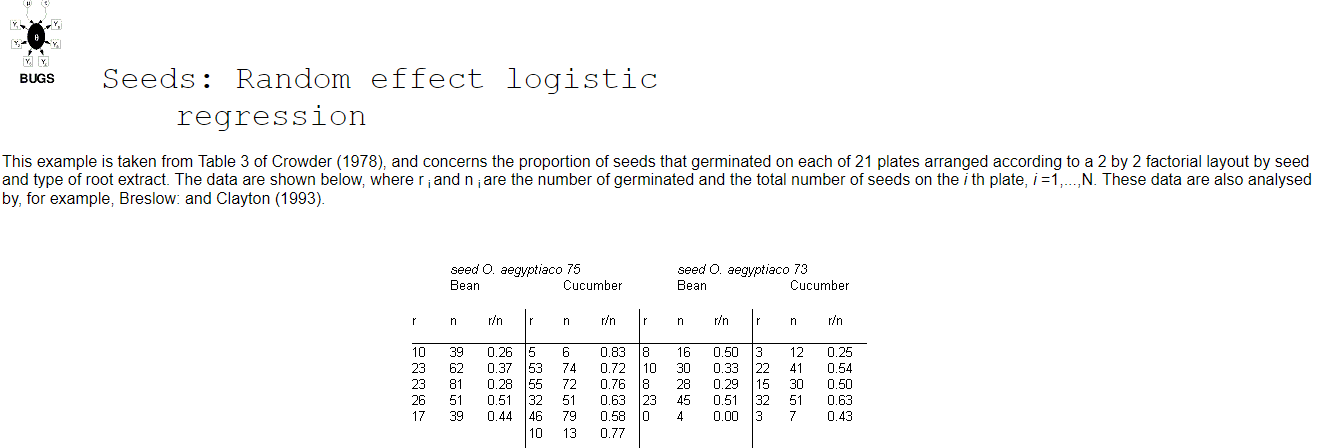 BUGS
Seeds: Random effect logistic
regression
This example is taken from Table 3 of Crowder (1978), and concerns the proportion of seeds that germinated on each of 21 plates arranged according to a 2 by 2 factorial layout by seed
and type of root extract. The data are shown below, where r i and n i are the number of germinated and the total number of seeds on the i th plate, i =1,...,N. These data are also analysed
by, for example, Breslow: and Clayton (1993).
seed O. aegyptiaco 75 seed O. aegyptiaco 73
Bean Cucumber Bean Cucumber
r n r/n r n r/n r n r/n r n r/n
10 39 0.26 5 6 0.83 8 16 0.50 3 12 0.25
23 62 0.37 53 74 0.72 10 30 0.33 22 41 0.54
23 81 0.28 55 72 0.76 8 28 0.29 15 30 0.50
26 51 0.51 32 51 0.63 23 45 0.51 32 51 0.63
17 39 0.44 46 79 0.58 0 4 0.00 3 7 0.43
10 13 0.77